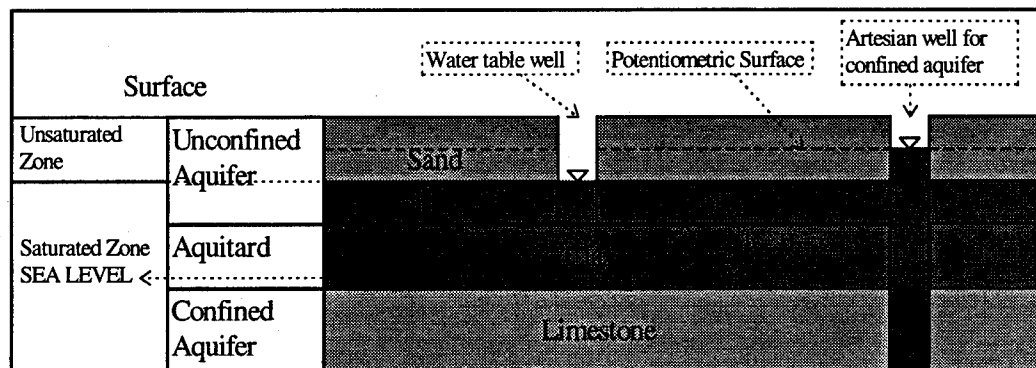 Artesian well for
confined aquifer
Water table well
Potentiometric Surface
Surface
Unsaturated
Zone
Unconfined
Aquifer
Sand
Saturated Zone
SEA LEVEL
Aquitard
Confined
Aquifer
Limestone